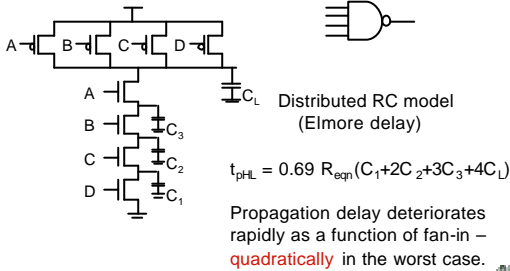 A B C D
A
C_L
Distributed RC model
(Elmore delay)
B
C_3
C
C_2
t_pHL = 0.69 R_eqn(C_1+2C_2+3C_3+4C_L)
D
C_1
Propagation delay deteriorates
rapidly as a function of fan-in –
quadratically in the worst case.